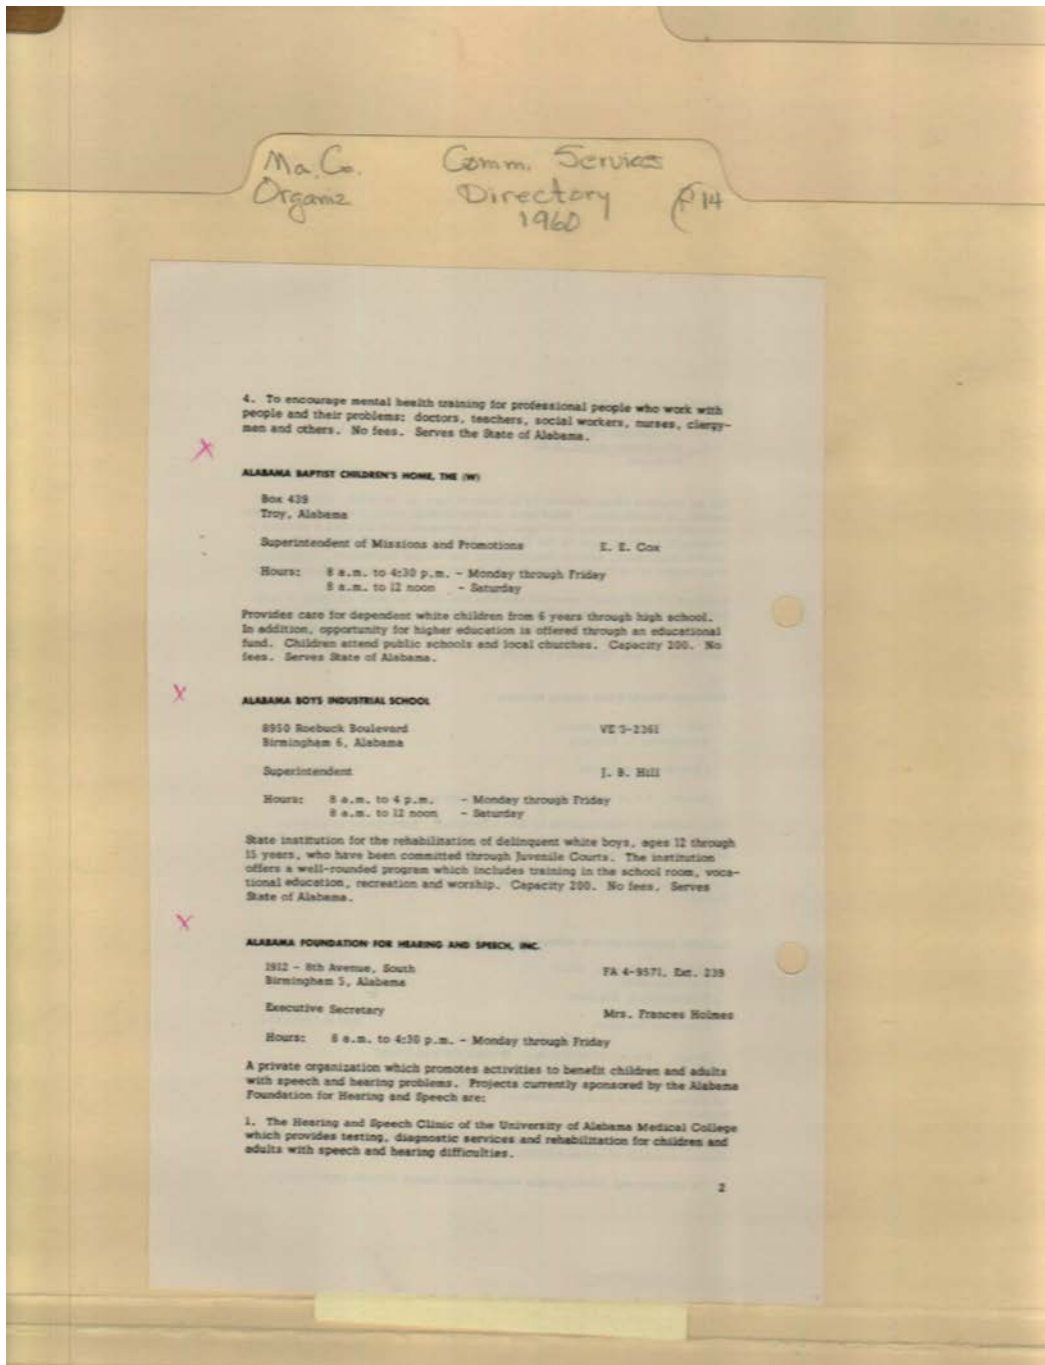 Ma. Co. Comm. Services
Organiz Directory P 14
1960
4. To encourage mental health training for professional people who work with
people and their problems: doctors, teachers, social workers, nurses, clergy-
men and others. No fees. Serves the State of Alabama.
ALABAMA BAPTIST CHILDREN'S HOME, THE (W)
Box 439
Troy, Alabama
Superintendent of Missions and Promotions E. E. Cox
Hours: 8 a.m. to 4:30 p.m. - Monday through Friday
8 a.m. to 12 noon - Saturday
Provides care for dependent white children from 6 years through high school.
In addition, opportunity for higher education is offered through an educational
fund. Children attend public schools and local churches. Capacity 200. No
fees. Serves State of Alabama.
ALABAMA BOYS INDUSTRIAL SCHOOL
8950 Roebuck Boulevard VE 3-2361
Birmingham 6, Alabama
Superintendent J. B. Hill
Hours: 8 a.m. to 4 p.m. - Monday through Friday
8 a.m. to 12 noon - Saturday
State institution for the rehabilitation of delinquent white boys, ages 12 through
15 years, who have been committed through Juvenile Courts. The institution
offers a well-rounded program which includes training in the school room, voca-
tional education, recreation and worship. Capacity 200. No fees. Serves
State of Alabama.
ALABAMA FOUNDATION FOR HEARING AND SPEECH, INC.
1912 - 8th Avenue, South FA 4-9571, Ext. 239
Birmingham 5, Alabama
Executive Secretary Mrs. Frances Holmes
Hours: 8 a.m. to 4:30 p.m. - Monday through Friday
A private organization which promotes activities to benefit children and adults
with speech and hearing problems. Projects currently sponsored by the Alabama
Foundation for Hearing and Speech are:
1. The Hearing and Speech Clinic of the University of Alabama Medical College
which provides testing, diagnostic services and rehabilitation for children and
adults with speech and hearing difficulties.
2